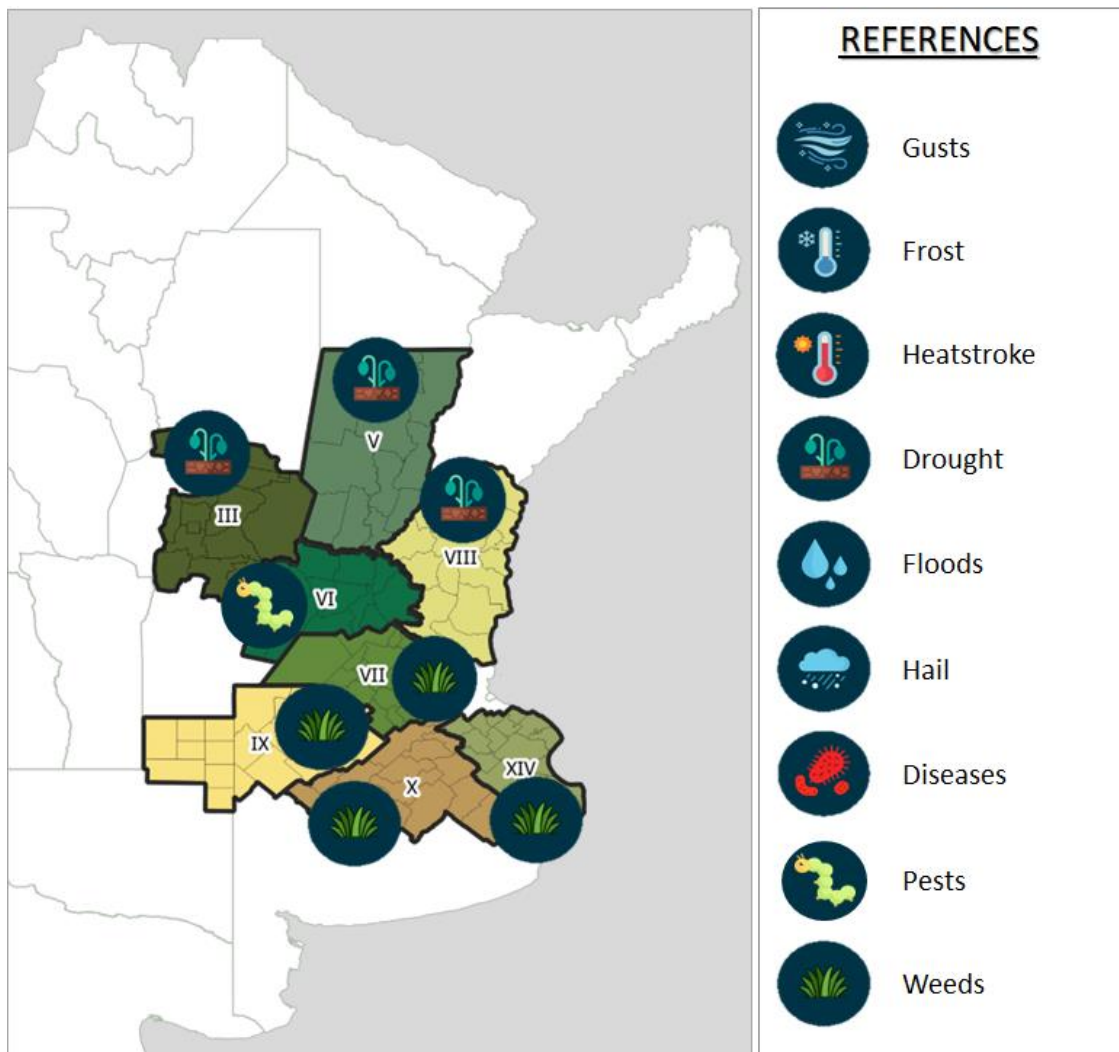 REFERENCES
Gusts
Frost
Heatstroke
Drought
Floods
Hail
Diseases
Pests
Weeds
V
III
VIII
VI
VII
IX
X
XIV